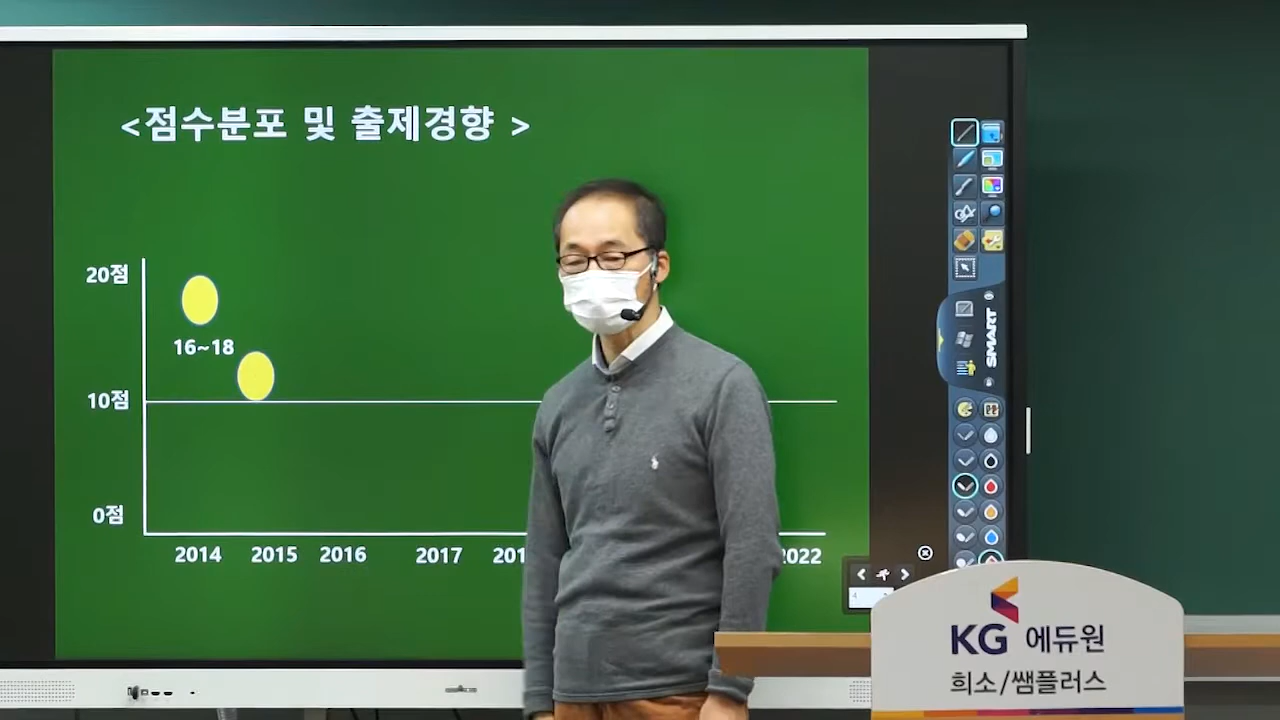 <점수분포 및 출제경향 >
20점
16~18
10점
0점
2014 2015 2016 2017
2022
SMART
KG 에듀원
희소/쌤플러스